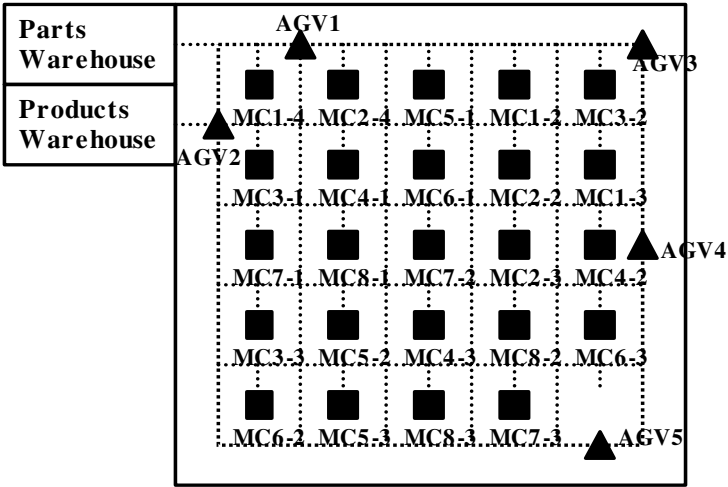 Parts
Warehouse
AGV1
AGV3
Products
Warehouse
MC1-4 MC2-4 MC5-1 MC1-2 MC3-2
AGV2
MC3-1 MC4-1 MC6-1 MC2-2 MC1-3
AGV4
MC7-1 MC8-1 MC7-2 MC2-3 MC4-2
MC3-3 MC5-2 MC4-3 MC8-2 MC6-3
MC6-2 MC5-3 MC8-3 MC7-3 AGV5